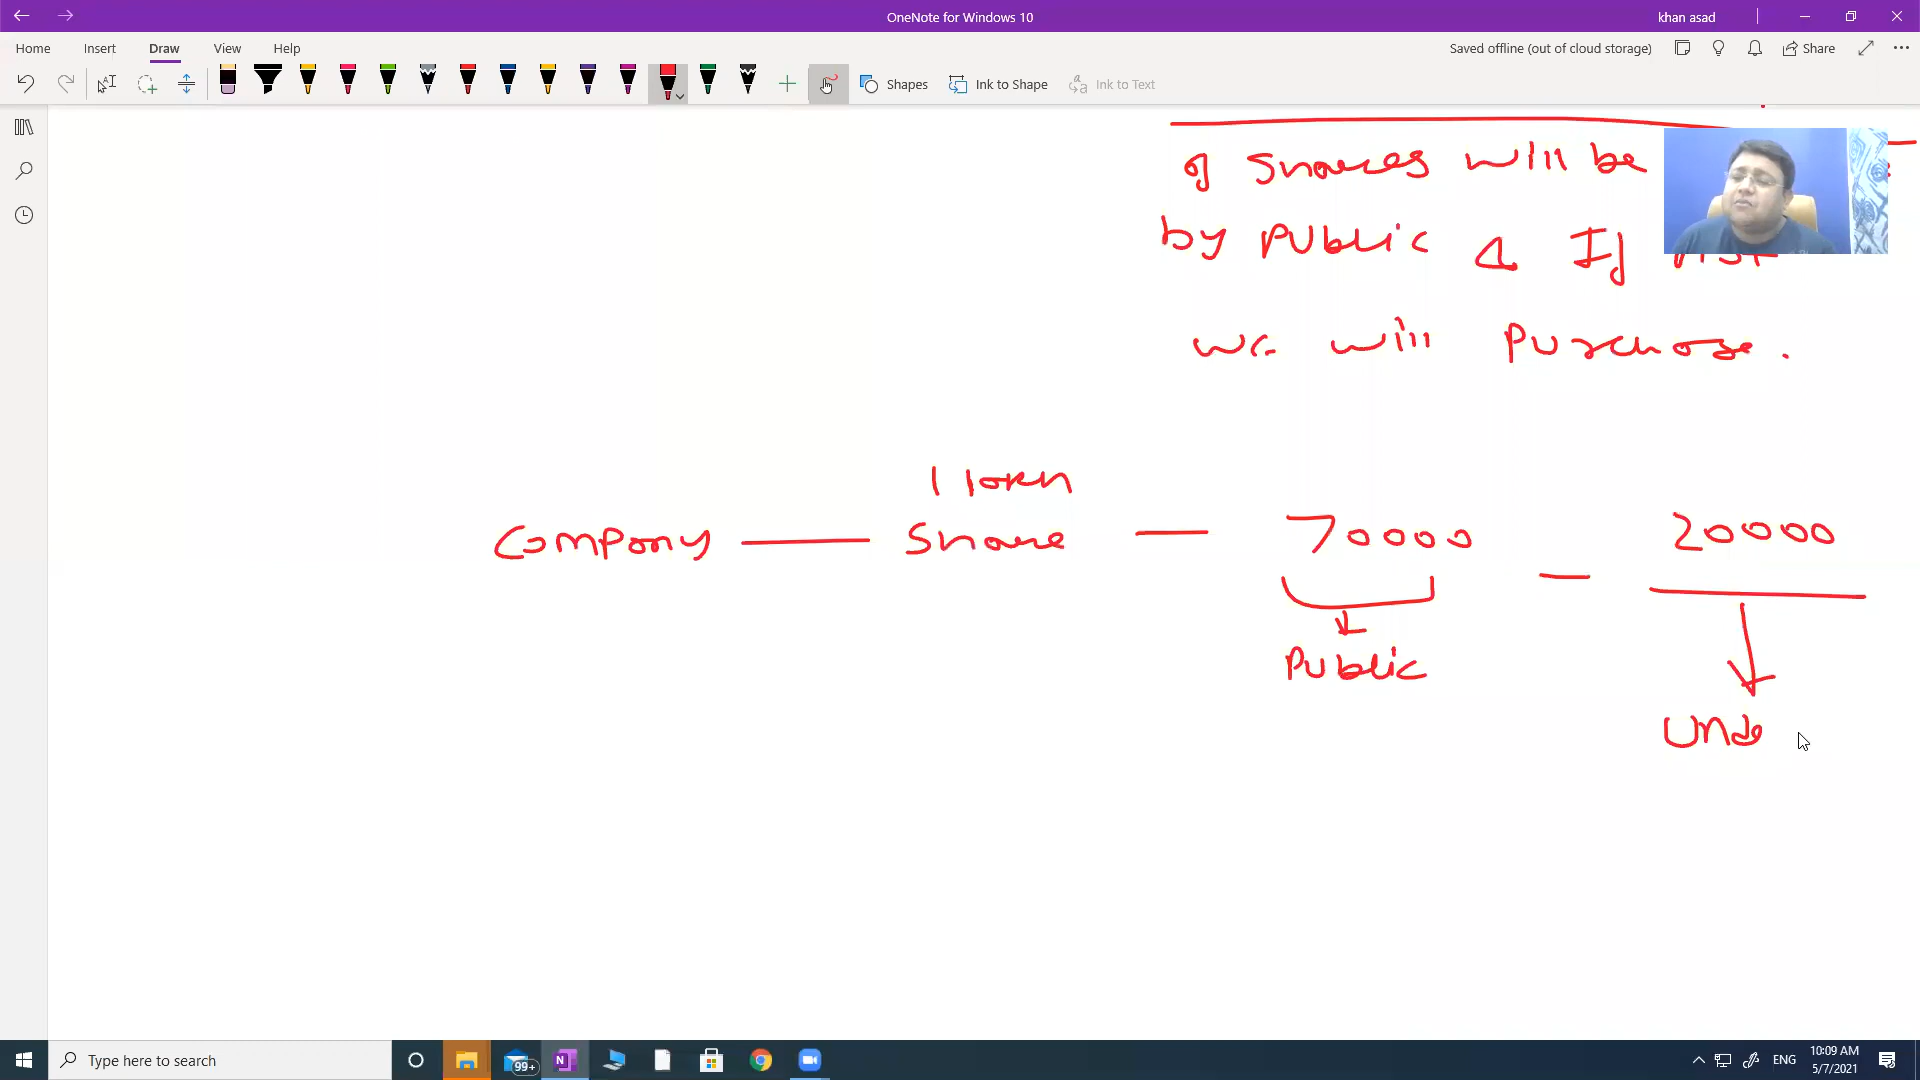 OneNote for Windows 10
khan asad
Home Insert Draw View Help
Saved offline (out of cloud storage)
Share
Shapes
Ink to Shape
Ink to Text
of Shares will be
by Public & If
we will Purchase.
1 lakh
Company — Share — 70000 — 20000
Public
Unde
Type here to search
99+
ENG
10:09 AM
5/7/2021